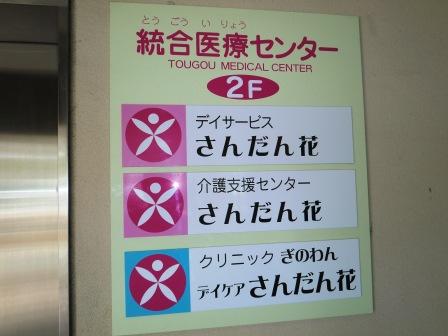 とう ごう い りょう
統合医療センター
TOUGOU MEDICAL CENTER
2F
デイサービス
さんだん花
介護支援センター
さんだん花
クリニック ぎのわん
デイケア さんだん花